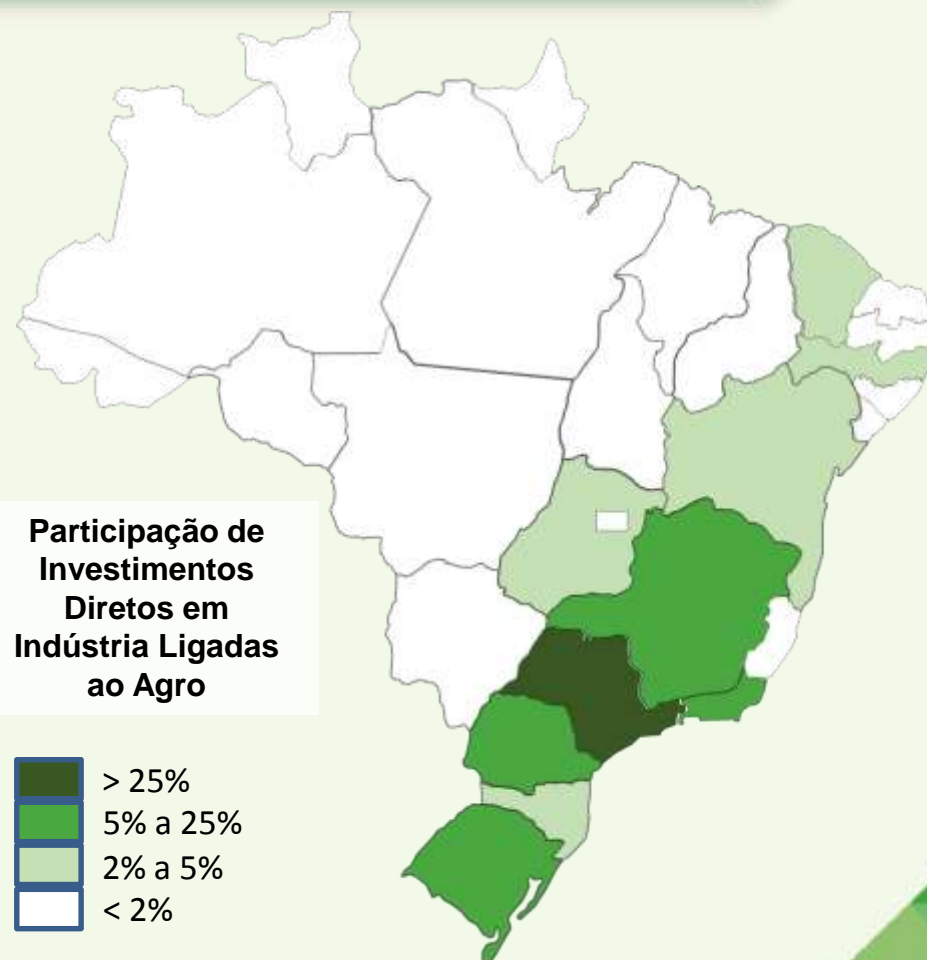 Participação de
Investimentos
Diretos em
Indústria Ligadas
ao Agro
> 25%
5% a 25%
2% a 5%
< 2%